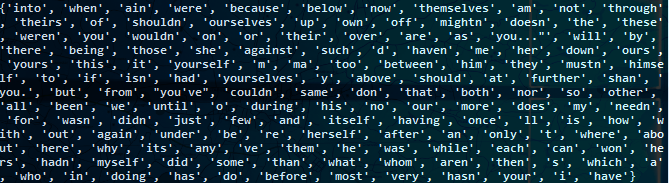 {'into', 'when', 'ain', 'were', 'because', 'below', 'now', 'themselves', 'am', 'not', 'through'
, 'theirs', 'of', 'shouldn', 'ourselves', 'up', 'own', 'off', 'mightn', 'doesn', 'the', 'these'
, 'weren', 'you', 'wouldn', 'on', 'or', 'their', 'over', 'are', 'as', 'you..."', 'will', 'by',
'there', 'being', 'those', 'she', 'against', 'such', 'd', 'haven', 'me', 'her', 'down', 'ours'
, 'yours', 'this', 'it', 'yourself', 'm', 'ma', 'too', 'between', 'him', 'they', 'mustn', 'himse
lf', 'to', 'if', 'isn', 'had', 'yourselves', 'y', 'above', 'should', 'at', 'further', 'shan',
you.', 'but', 'from', "you've", 'couldn', 'same', 'don', 'that', 'both', 'nor', 'so', 'other',
'all', 'been', 'we', 'until', 'o', 'during', 'his', 'no', 'our', 'more', 'does', 'my', 'needn'
, 'for', 'wasn', 'didn', 'just', 'few', 'and', 'itself', 'having', 'once', 'll', 'is', 'how', 'w
ith', 'out', 'again', 'under', 'be', 're', 'herself', 'after', 'an', 'only', 't', 'where', 'abo
ut', 'here', 'why', 'its', 'any', 've', 'them', 'he', 'was', 'while', 'each', 'can', 'won', 'he
rs', 'hadn', 'myself', 'did', 'some', 'than', 'what', 'whom', 'aren', 'then', 's', 'which', 'a'
, 'who', 'in', 'doing', 'has', 'do', 'before', 'most', 'very', 'hasn', 'your', 'i', 'have'}